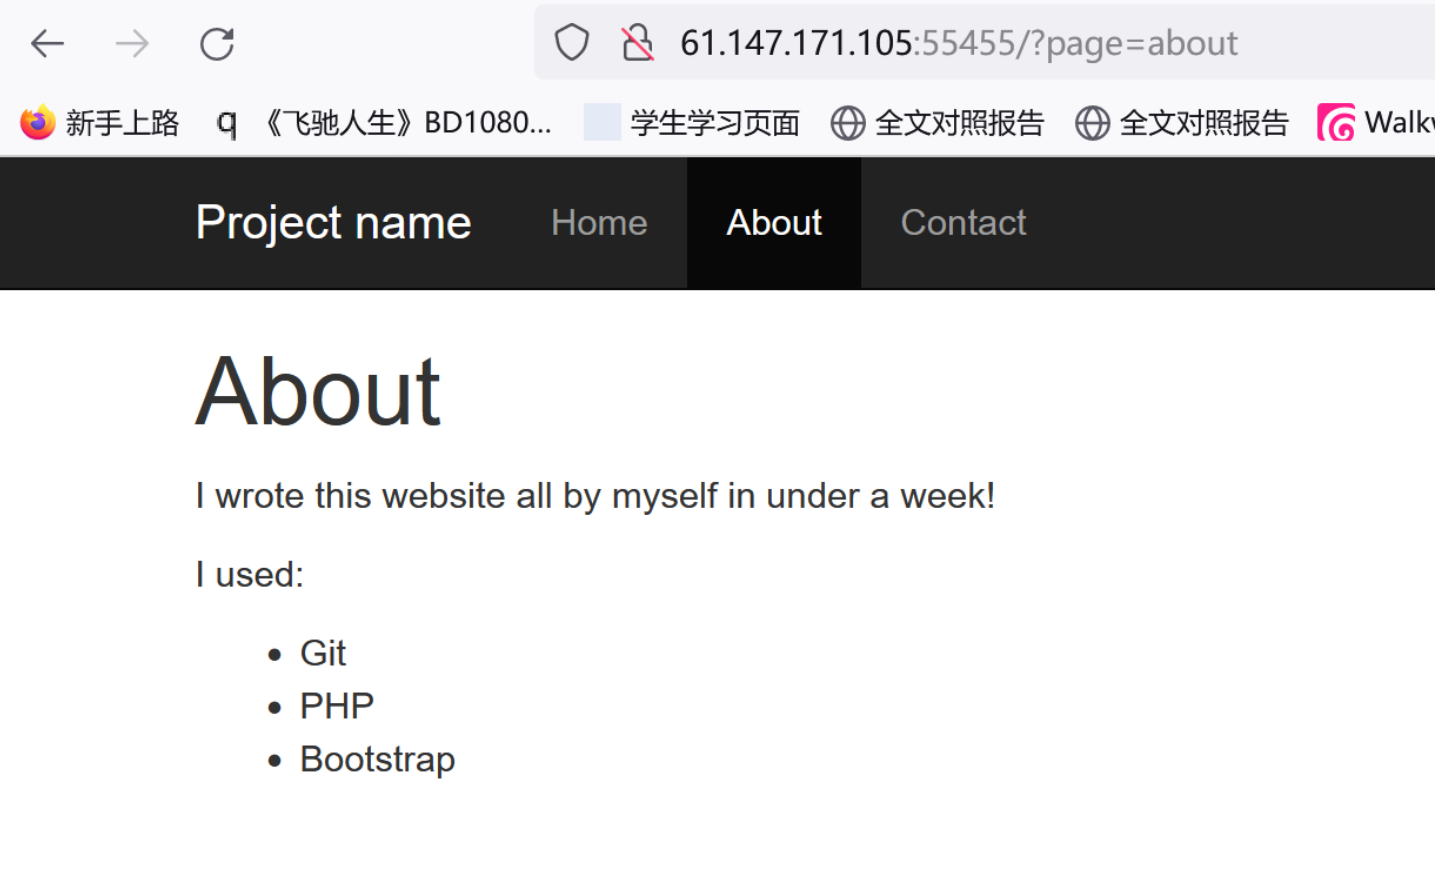 61.147.171.105:55455/?page=about
新手上路 《飞驰人生》BD1080... 学生学习页面 全文对照报告 全文对照报告
Project name Home About Contact
About
I wrote this website all by myself in under a week!
I used:
Git
PHP
Bootstrap